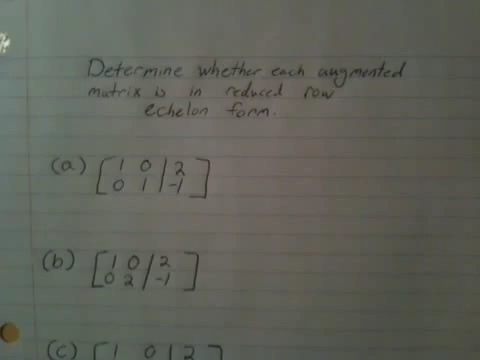 Determine whether each augmented
matrix is in reduced row
echelon form.
(a) [ 1 0 | 2
0 1 | -1 ]
(b) [ 1 0 | 2
0 2 | -1 ]
(c) [ 1 0 | 2